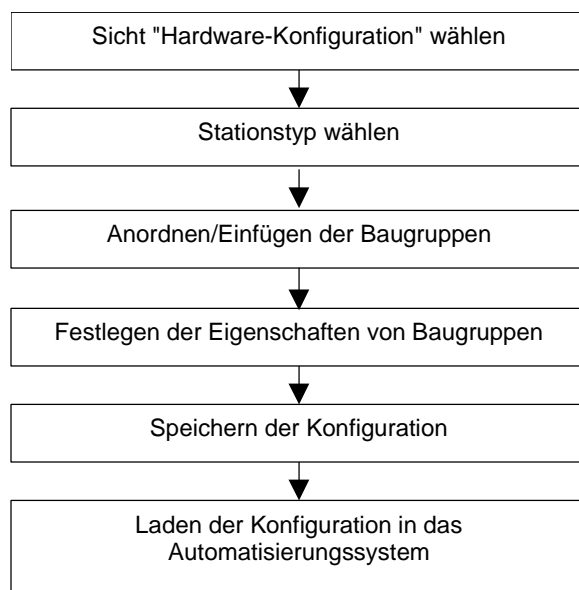 Sicht "Hardware-Konfiguration" wählen
Stationstyp wählen
Anordnen/Einfügen der Baugruppen
Festlegen der Eigenschaften von Baugruppen
Speichern der Konfiguration
Laden der Konfiguration in das
Automatisierungssystem